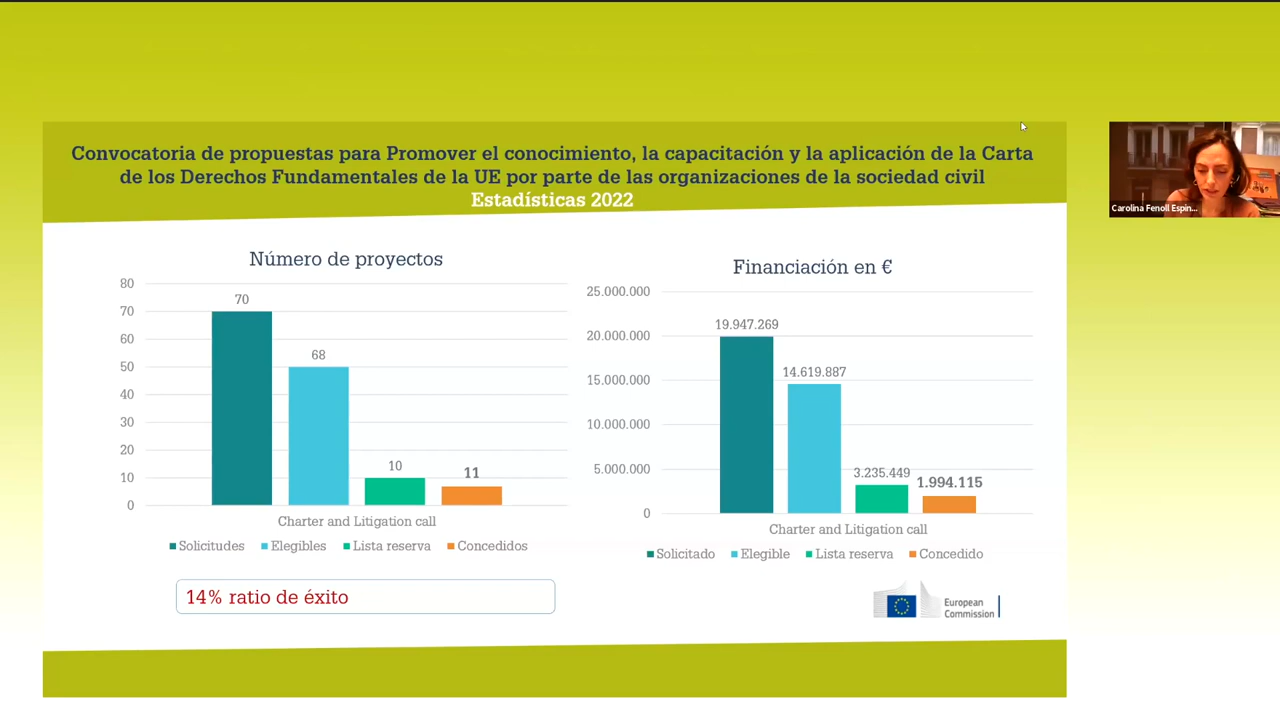 Convocatoria de propuestas para Promover el conocimiento, la capacitación y la aplicación de la Carta
de los Derechos Fundamentales de la UE por parte de las organizaciones de la sociedad civil
Estadísticas 2022
Carolina Fenoll Espin...
Número de proyectos
80
70
60
50
40
30
20
10
0
70
68
10
11
Charter and Litigation call
Solicitudes Elegibles Lista reserva Concedidos
14% ratio de éxito
Financiación en €
25.000.000
20.000.000
15.000.000
10.000.000
5.000.000
0
19.947.269
14.619.887
3.235.449
1.994.115
Charter and Litigation call
Solicitado Elegible Lista reserva Concedido
European
Commission